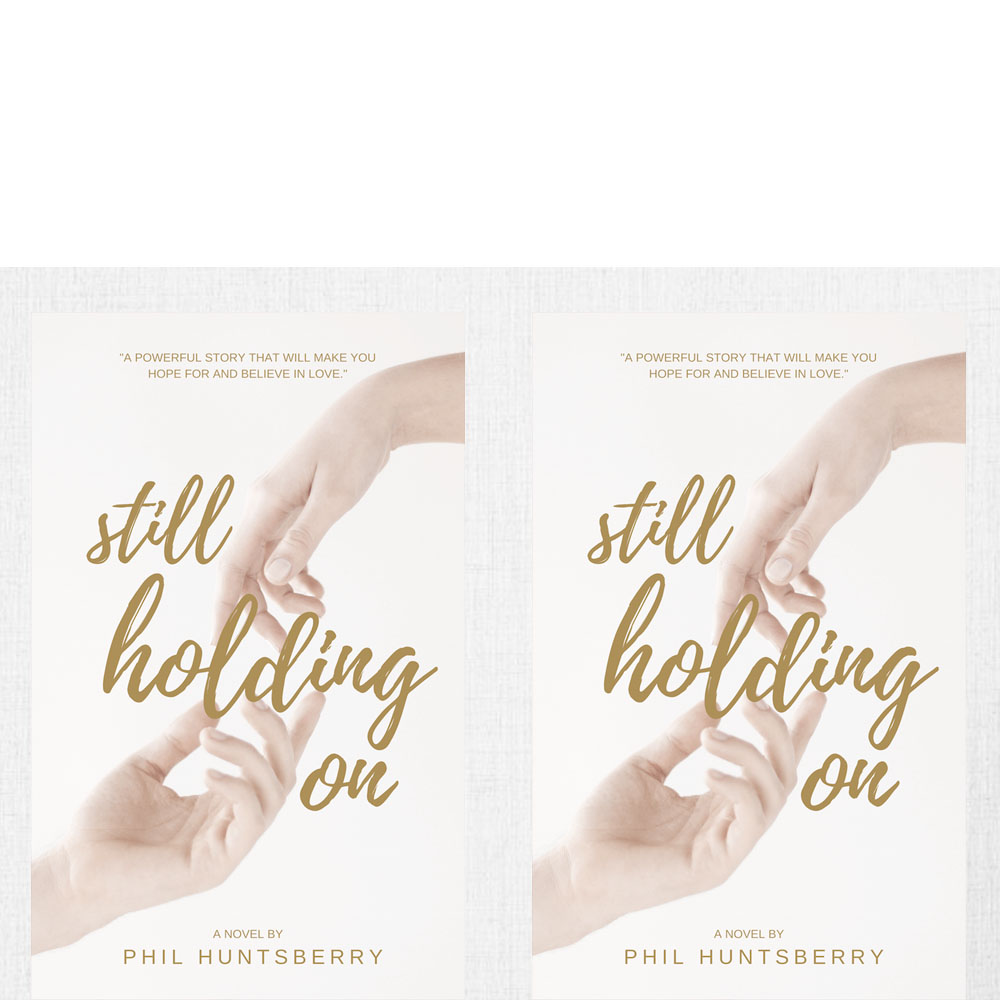 "A POWERFUL STORY THAT WILL MAKE YOU
HOPE FOR AND BELIEVE IN LOVE."
still
holding
on
A NOVEL BY
PHIL HUNTSBERRY
"A POWERFUL STORY THAT WILL MAKE YOU
HOPE FOR AND BELIEVE IN LOVE."
still
holding
on
A NOVEL BY
PHIL HUNTSBERRY